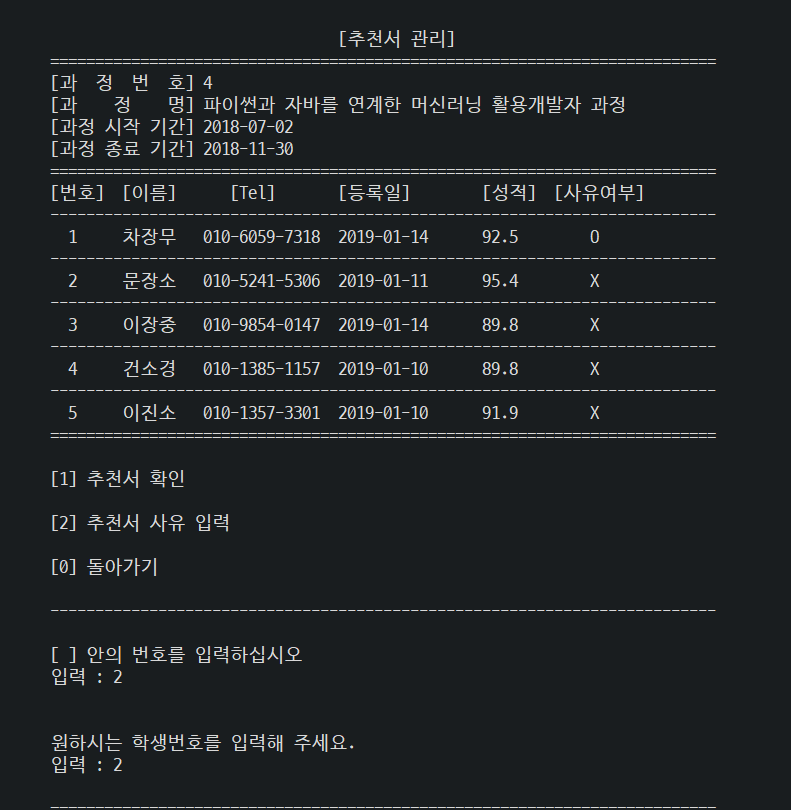 [추천서 관리]
==========================================================================
[과  정  번  호] 4
[과    정    명] 파이썬과 자바를 연계한 머신러닝 활용개발자 과정
[과정 시작 기간] 2018-07-02
[과정 종료 기간] 2018-11-30
==========================================================================
[번호]  [이름]      [Tel]       [등록일]        [성적]  [사유여부]
--------------------------------------------------------------------------
1     차장무   010-6059-7318  2019-01-14      92.5        O
--------------------------------------------------------------------------
2     문장소   010-5241-5306  2019-01-11      95.4        X
--------------------------------------------------------------------------
3     이장중   010-9854-0147  2019-01-14      89.8        X
--------------------------------------------------------------------------
4     건소경   010-1385-1157  2019-01-10      89.8        X
--------------------------------------------------------------------------
5     이진소   010-1357-3301  2019-01-10      91.9        X
==========================================================================
[1] 추천서 확인
[2] 추천서 사유 입력
[0] 돌아가기
--------------------------------------------------------------------------
[ ] 안의 번호를 입력하십시오
입력 : 2
원하시는 학생번호를 입력해 주세요.
입력 : 2
--------------------------------------------------------------------------